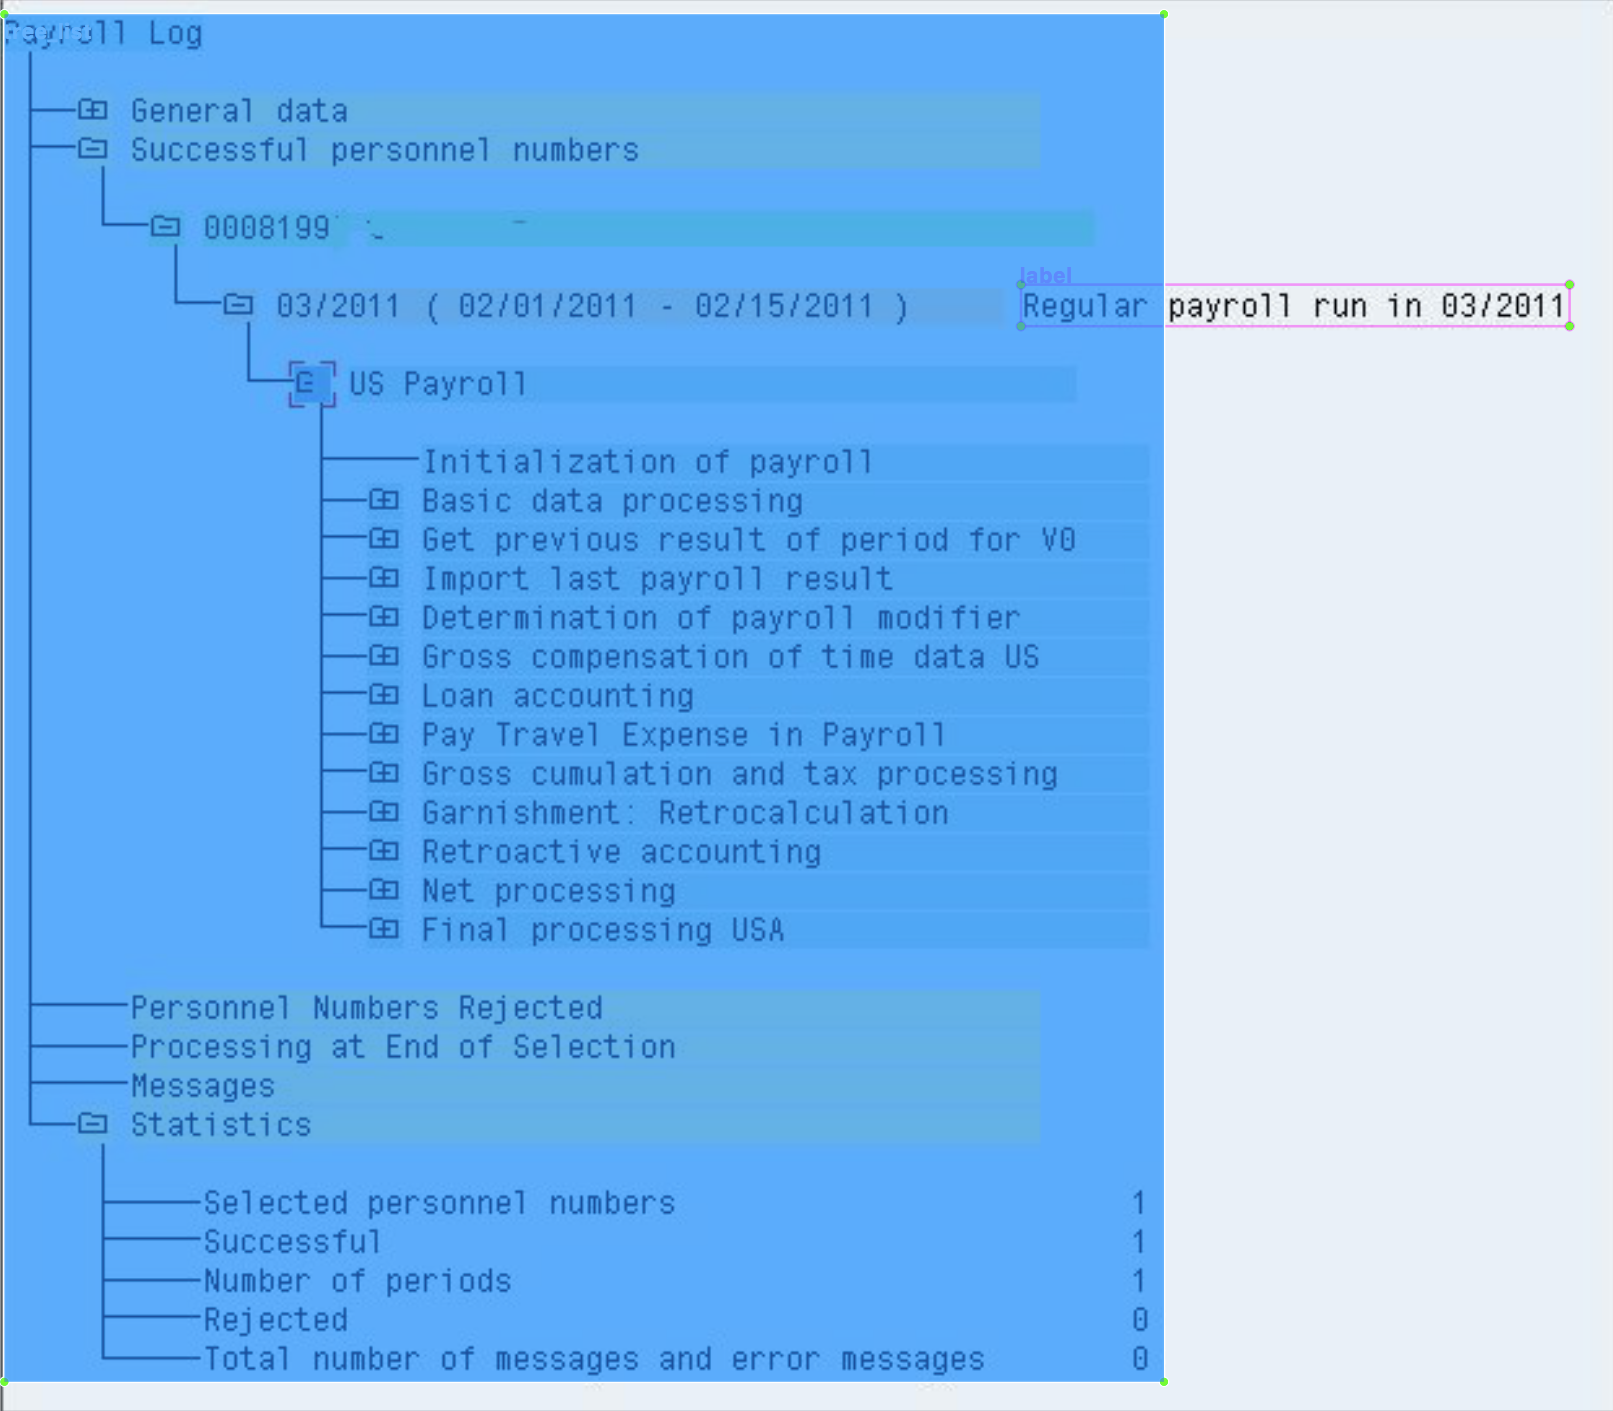 Payroll Log
General data
Successful personnel numbers
0008199
03/2011 ( 02/01/2011 - 02/15/2011 ) Regular payroll run in 03/2011
label
US Payroll
Initialization of payroll
Basic data processing
Get previous result of period for V0
Import last payroll result
Determination of payroll modifier
Gross compensation of time data US
Loan accounting
Pay Travel Expense in Payroll
Gross cumulation and tax processing
Garnishment: Retrocalculation
Retroactive accounting
Net processing
Final processing USA
Personnel Numbers Rejected
Processing at End of Selection
Messages
Statistics
Selected personnel numbers 1
Successful 1
Number of periods 1
Rejected 0
Total number of messages and error messages 0